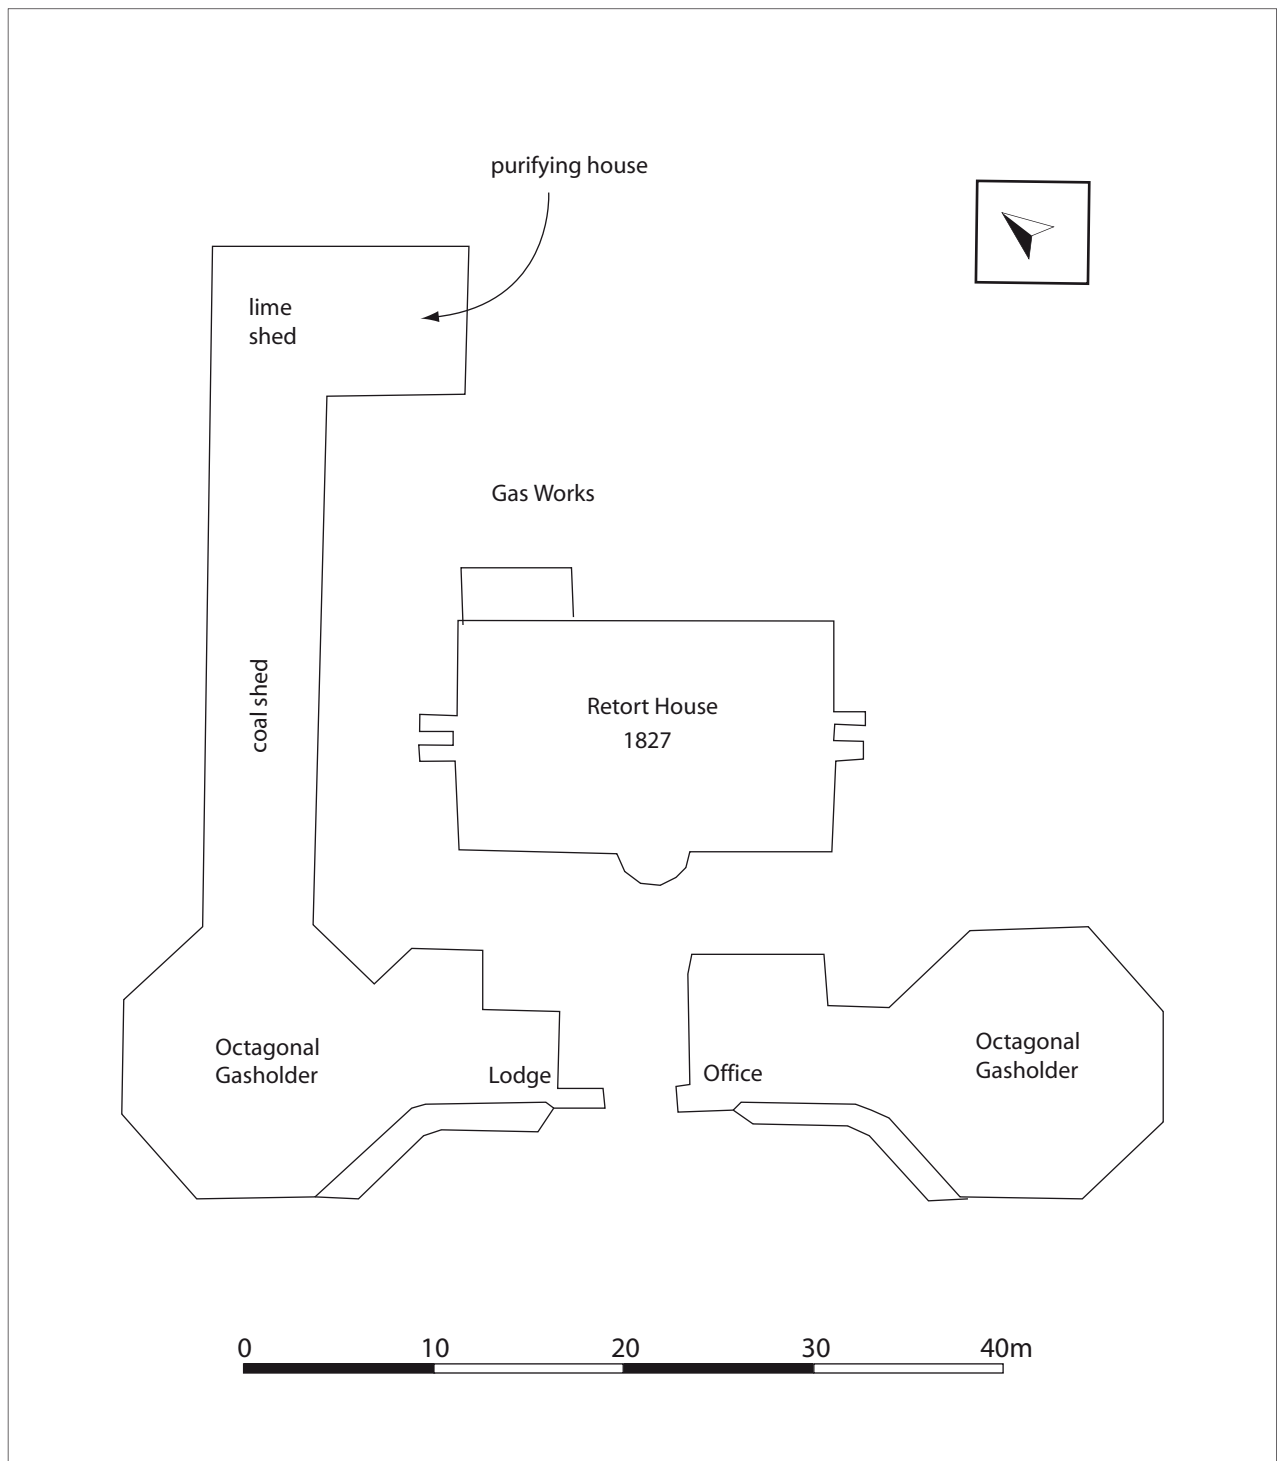 purifying house
lime
shed
Gas Works
coal shed
Retort House
1827
Octagonal
Gasholder
Lodge
Office
Octagonal
Gasholder
0 10 20 30 40m